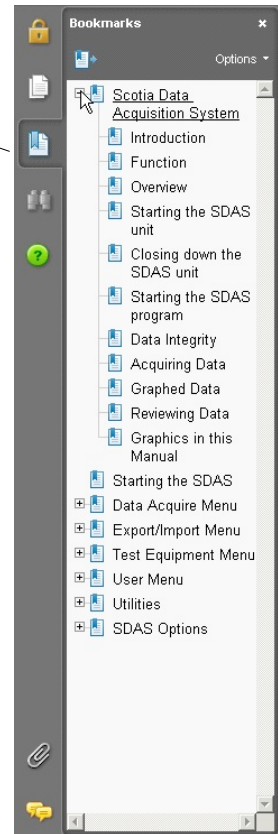 Bookmarks
Options
Scotia Data
Acquisition System
Introduction
Function
Overview
Starting the SDAS
unit
Closing down the
SDAS unit
Starting the SDAS
program
Data Integrity
Acquiring Data
Graphed Data
Reviewing Data
Graphics in this
Manual
Starting the SDAS
Data Acquire Menu
Export/Import Menu
Test Equipment Menu
User Menu
Utilities
SDAS Options